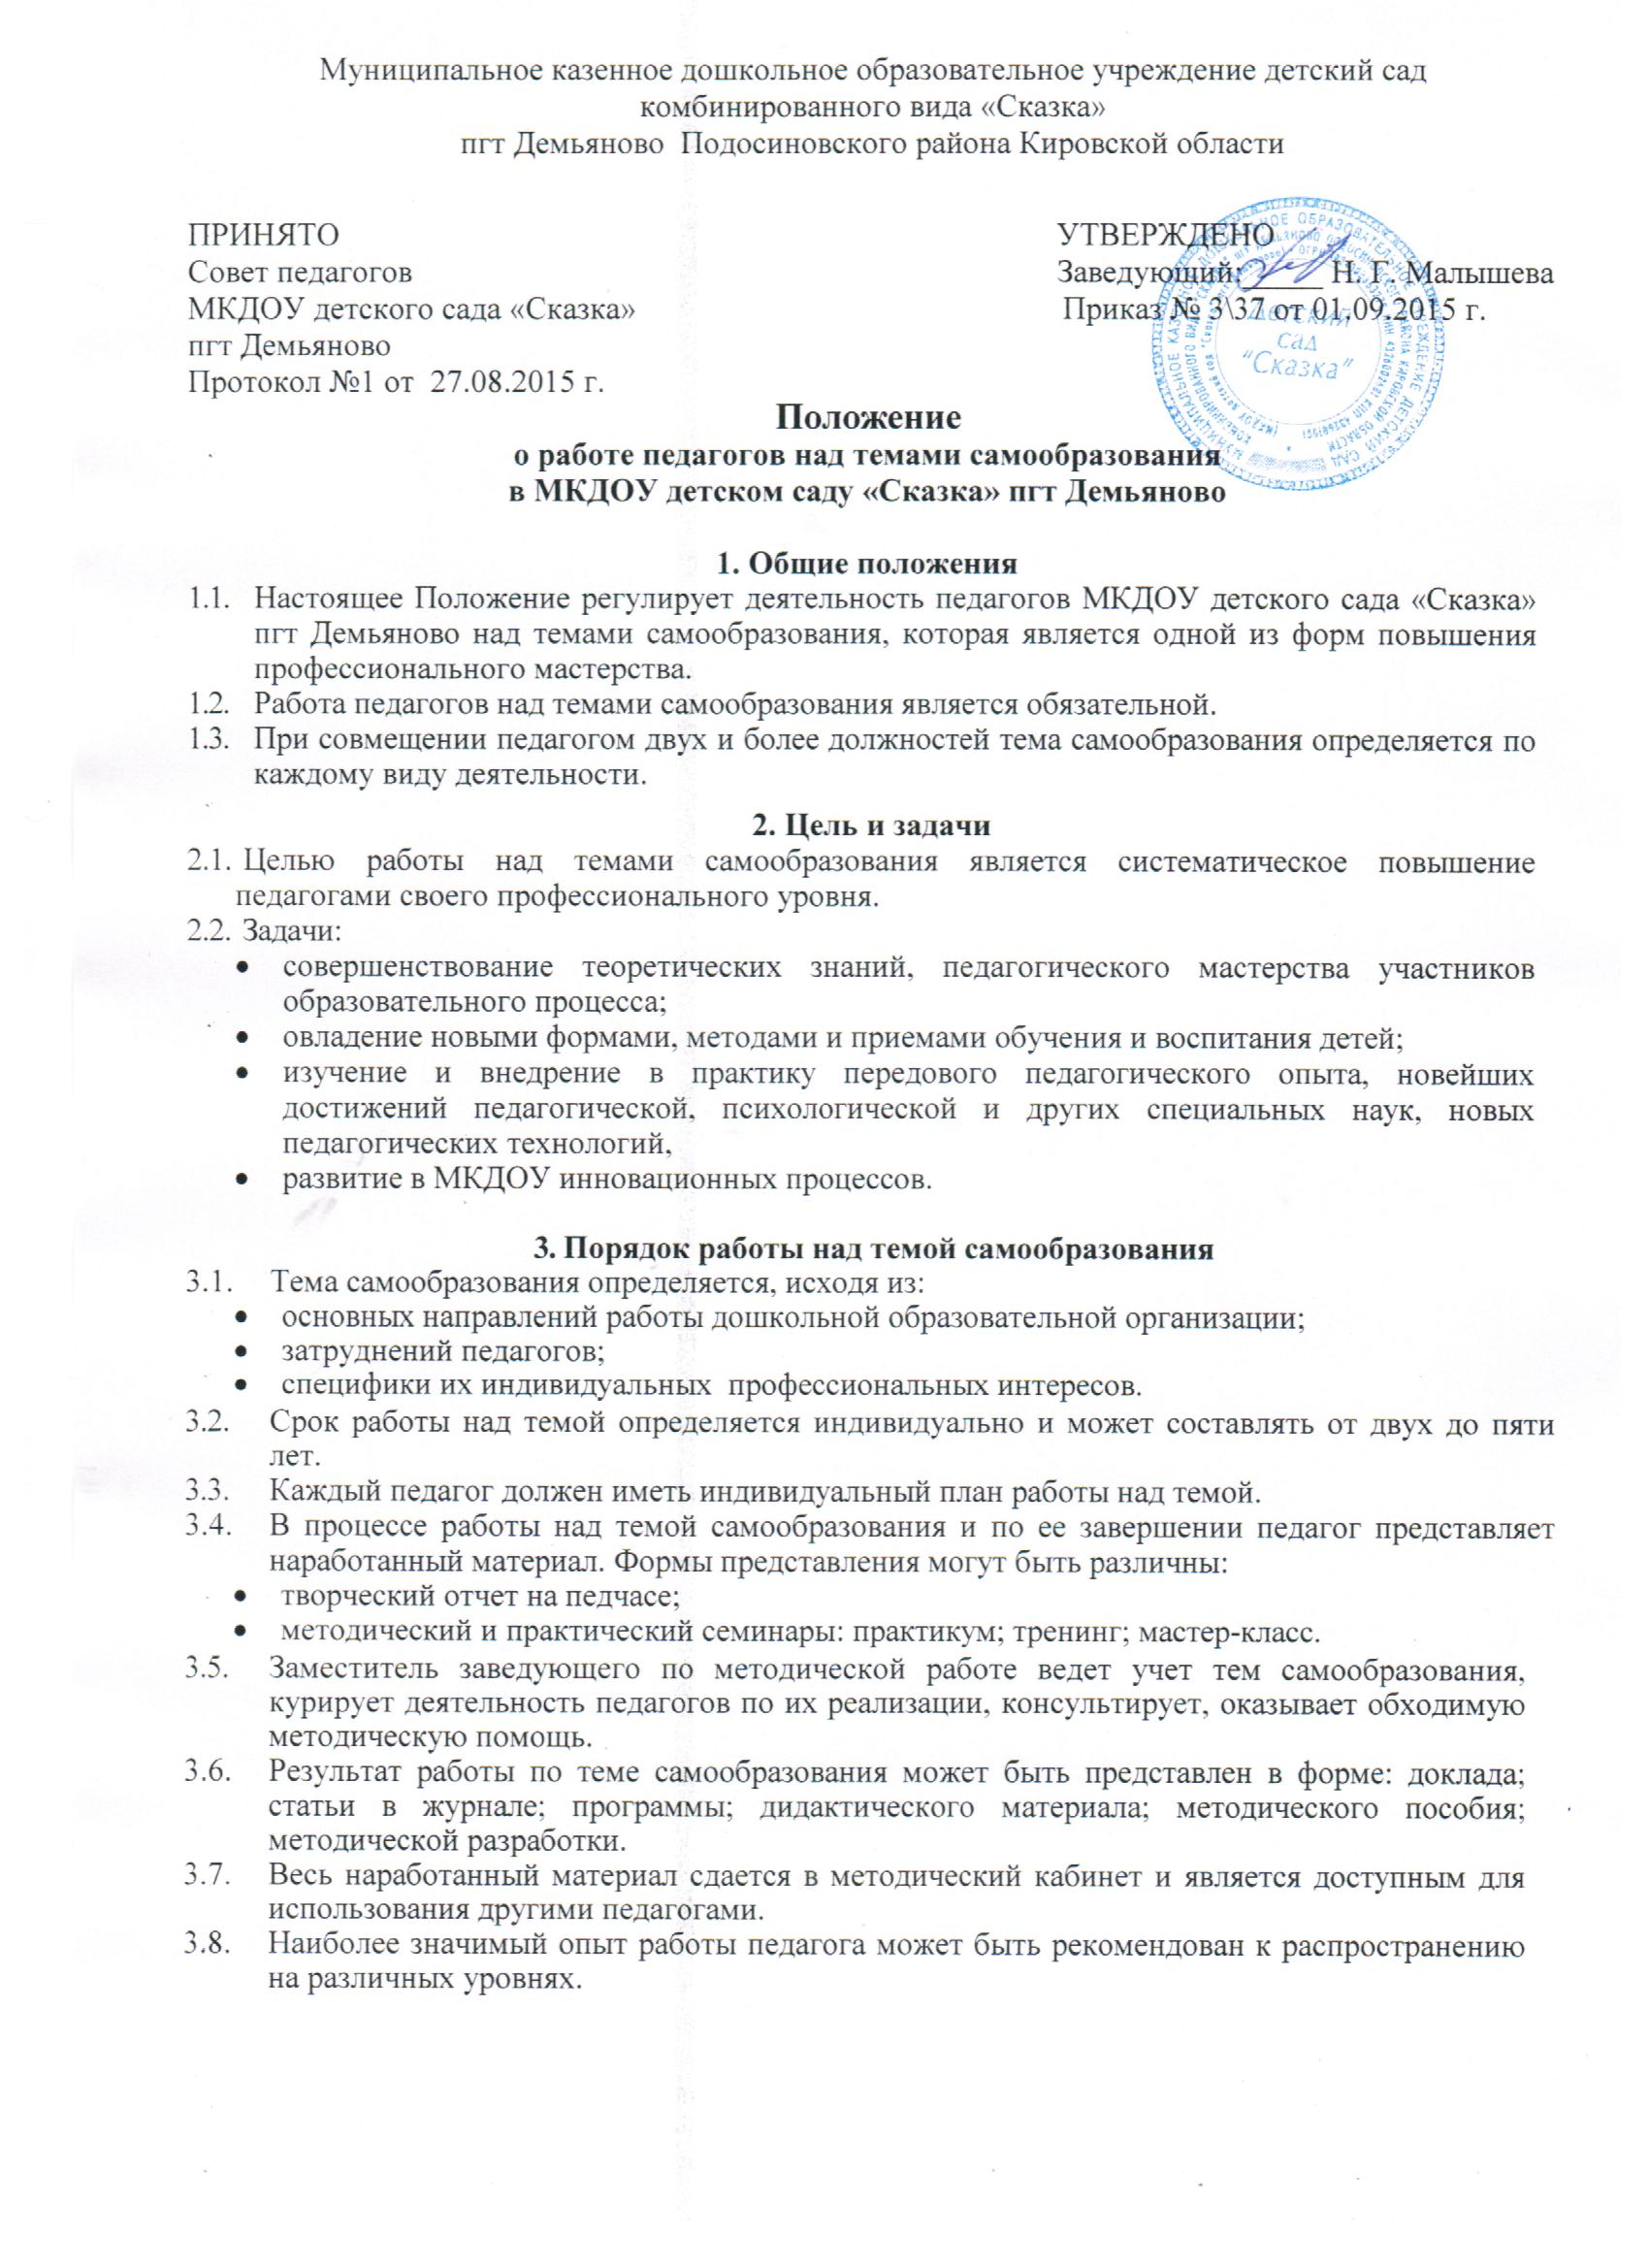 Муниципальное казенное дошкольное образовательное учреждение детский сад
комбинированного вида «Сказка»
пгт Демьяново Подосиновского района Кировской области
ПРИНЯТО
Совет педагогов
МКДОУ детского сада «Сказка»
пгт Демьяново
Протокол №1 от 27.08.2015 г.
УТВЕРЖДЕНО
Заведующий: _____ Н. Г. Малышева
Приказ № 3\37 от 01.09.2015 г.
Детский
сад
"Сказка"
Положение
о работе педагогов над темами самообразования
в МКДОУ детском саду «Сказка» пгт Демьяново
1. Общие положения
1.1. Настоящее Положение регулирует деятельность педагогов МКДОУ детского сада «Сказка»
пгт Демьяново над темами самообразования, которая является одной из форм повышения
профессионального мастерства.
1.2. Работа педагогов над темами самообразования является обязательной.
1.3. При совмещении педагогом двух и более должностей тема самообразования определяется по
каждому виду деятельности.
2. Цель и задачи
2.1. Целью работы над темами самообразования является систематическое повышение
педагогами своего профессионального уровня.
2.2. Задачи:
• совершенствование теоретических знаний, педагогического мастерства участников
образовательного процесса;
• овладение новыми формами, методами и приемами обучения и воспитания детей;
• изучение и внедрение в практику передового педагогического опыта, новейших
достижений педагогической, психологической и других специальных наук, новых
педагогических технологий,
• развитие в МКДОУ инновационных процессов.
3. Порядок работы над темой самообразования
3.1. Тема самообразования определяется, исходя из:
• основных направлений работы дошкольной образовательной организации;
• затруднений педагогов;
• специфики их индивидуальных профессиональных интересов.
3.2. Срок работы над темой определяется индивидуально и может составлять от двух до пяти
лет.
3.3. Каждый педагог должен иметь индивидуальный план работы над темой.
3.4. В процессе работы над темой самообразования и по ее завершении педагог представляет
наработанный материал. Формы представления могут быть различны:
• творческий отчет на педчасе;
• методический и практический семинары: практикум; тренинг; мастер-класс.
3.5. Заместитель заведующего по методической работе ведет учет тем самообразования,
курирует деятельность педагогов по их реализации, консультирует, оказывает обходимую
методическую помощь.
3.6. Результат работы по теме самообразования может быть представлен в форме: доклада;
статьи в журнале; программы; дидактического материала; методического пособия;
методической разработки.
3.7. Весь наработанный материал сдается в методический кабинет и является доступным для
использования другими педагогами.
3.8. Наиболее значимый опыт работы педагога может быть рекомендован к распространению
на различных уровнях.